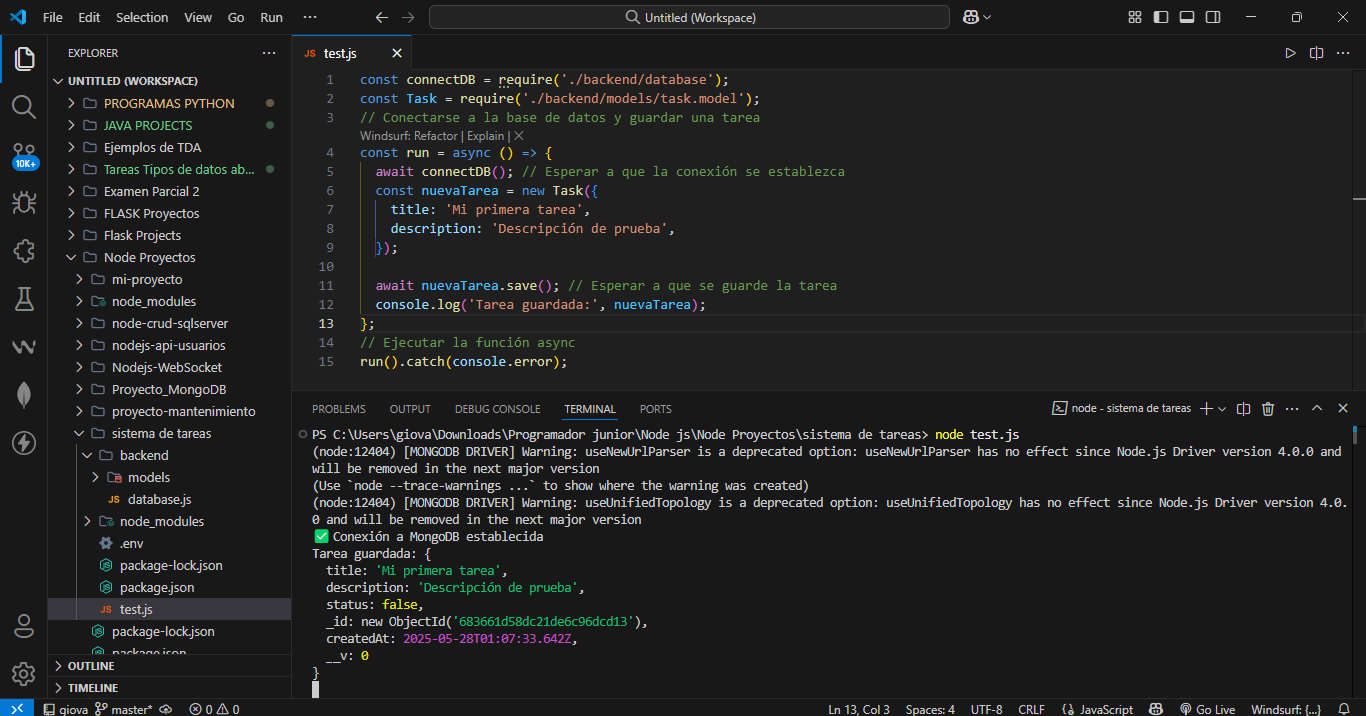 File Edit Selection View Go Run ··· Untitled (Workspace)
EXPLORER ···
UNTITLED (WORKSPACE)
PROGRAMAS PYTHON
JAVA PROJECTS
Ejemplos de TDA
Tareas Tipos de datos ab...
Examen Parcial 2
FLASK Proyectos
Flask Projects
Node Proyectos
mi-proyecto
node_modules
node-crud-sqlserver
nodejs-api-usuarios
Nodejs-WebSocket
Proyecto_MongoDB
proyecto-mantenimiento
sistema de tareas
backend
models
JS database.js
node_modules
.env
package-lock.json
package.json
JS test.js
package-lock.json
package.json
OUTLINE
TIMELINE
10K+
JS test.js
1 const connectDB = require('./backend/database');
2 const Task = require('./backend/models/task.model');
3 // Conectarse a la base de datos y guardar una tarea
Windsurf: Refactor | Explain | X
4 const run = async () => {
5 await connectDB(); // Esperar a que la conexión se establezca
6 const nuevaTarea = new Task({
7 title: 'Mi primera tarea',
8 description: 'Descripción de prueba',
9 });
10
11 await nuevaTarea.save(); // Esperar a que se guarde la tarea
12 console.log('Tarea guardada:', nuevaTarea);
13 };
14 // Ejecutar la función async
15 run().catch(console.error);
PROBLEMS OUTPUT DEBUG CONSOLE TERMINAL PORTS node - sistema de tareas
PS C:\Users\giova\Downloads\Programador junior\Node js\Node Proyectos\sistema de tareas> node test.js
(node:12404) [MONGODB DRIVER] Warning: useNewUrlParser is a deprecated option: useNewUrlParser has no effect since Node.js Driver version 4.0.0 and
will be removed in the next major version
(Use `node --trace-warnings ...` to show where the warning was created)
(node:12404) [MONGODB DRIVER] Warning: useUnifiedTopology is a deprecated option: useUnifiedTopology has no effect since Node.js Driver version 4.0.
0 and will be removed in the next major version
✅ Conexión a MongoDB establecida
Tarea guardada: {
title: 'Mi primera tarea',
description: 'Descripción de prueba',
status: false,
_id: new ObjectId('683661d58dc21de6c96dcd13'),
createdAt: 2025-05-28T01:07:33.642Z,
__v: 0
}
giova master* 0 0 Ln 13, Col 3 Spaces: 4 UTF-8 CRLF {} JavaScript Go Live Windsurf: {...}